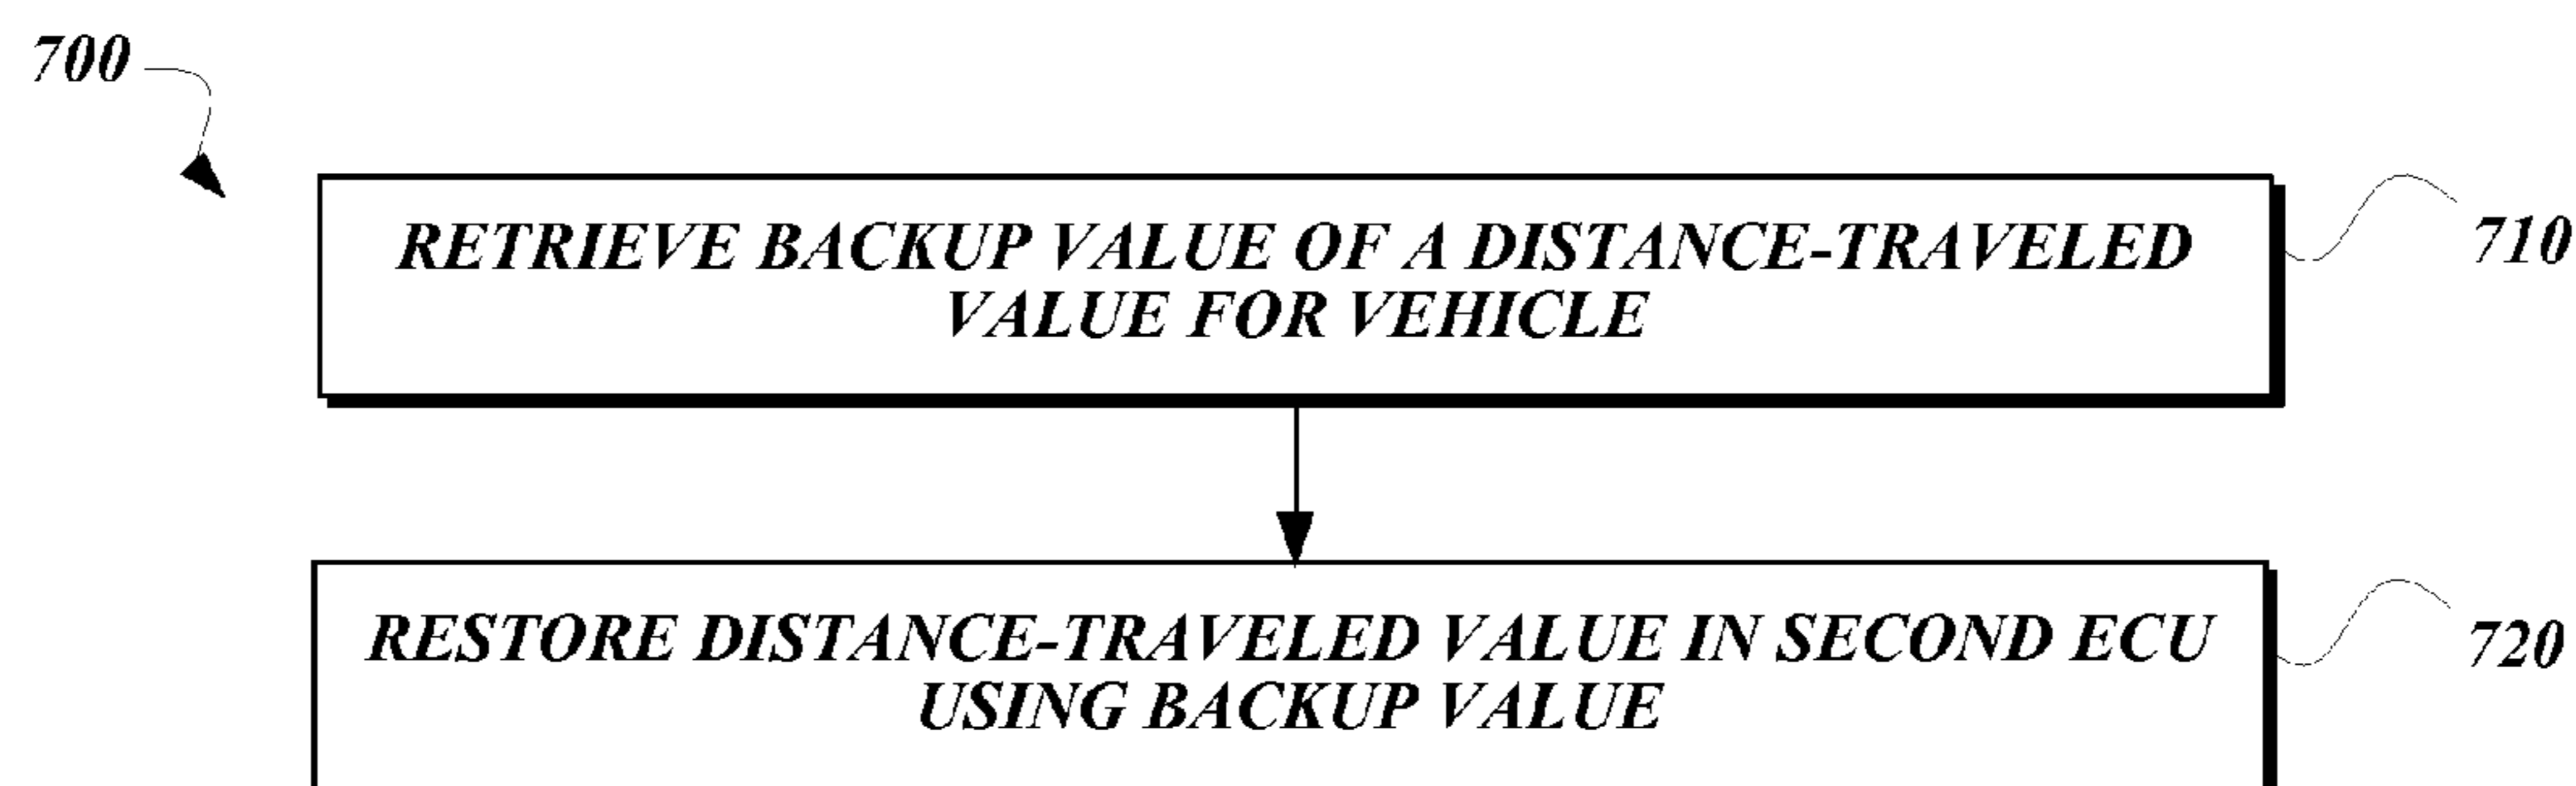 700
RETRIEVE BACKUP VALUE OF A DISTANCE-TRAVELED
VALUE FOR VEHICLE
710
RESTORE DISTANCE-TRAVELED VALUE IN SECOND ECU
USING BACKUP VALUE
720